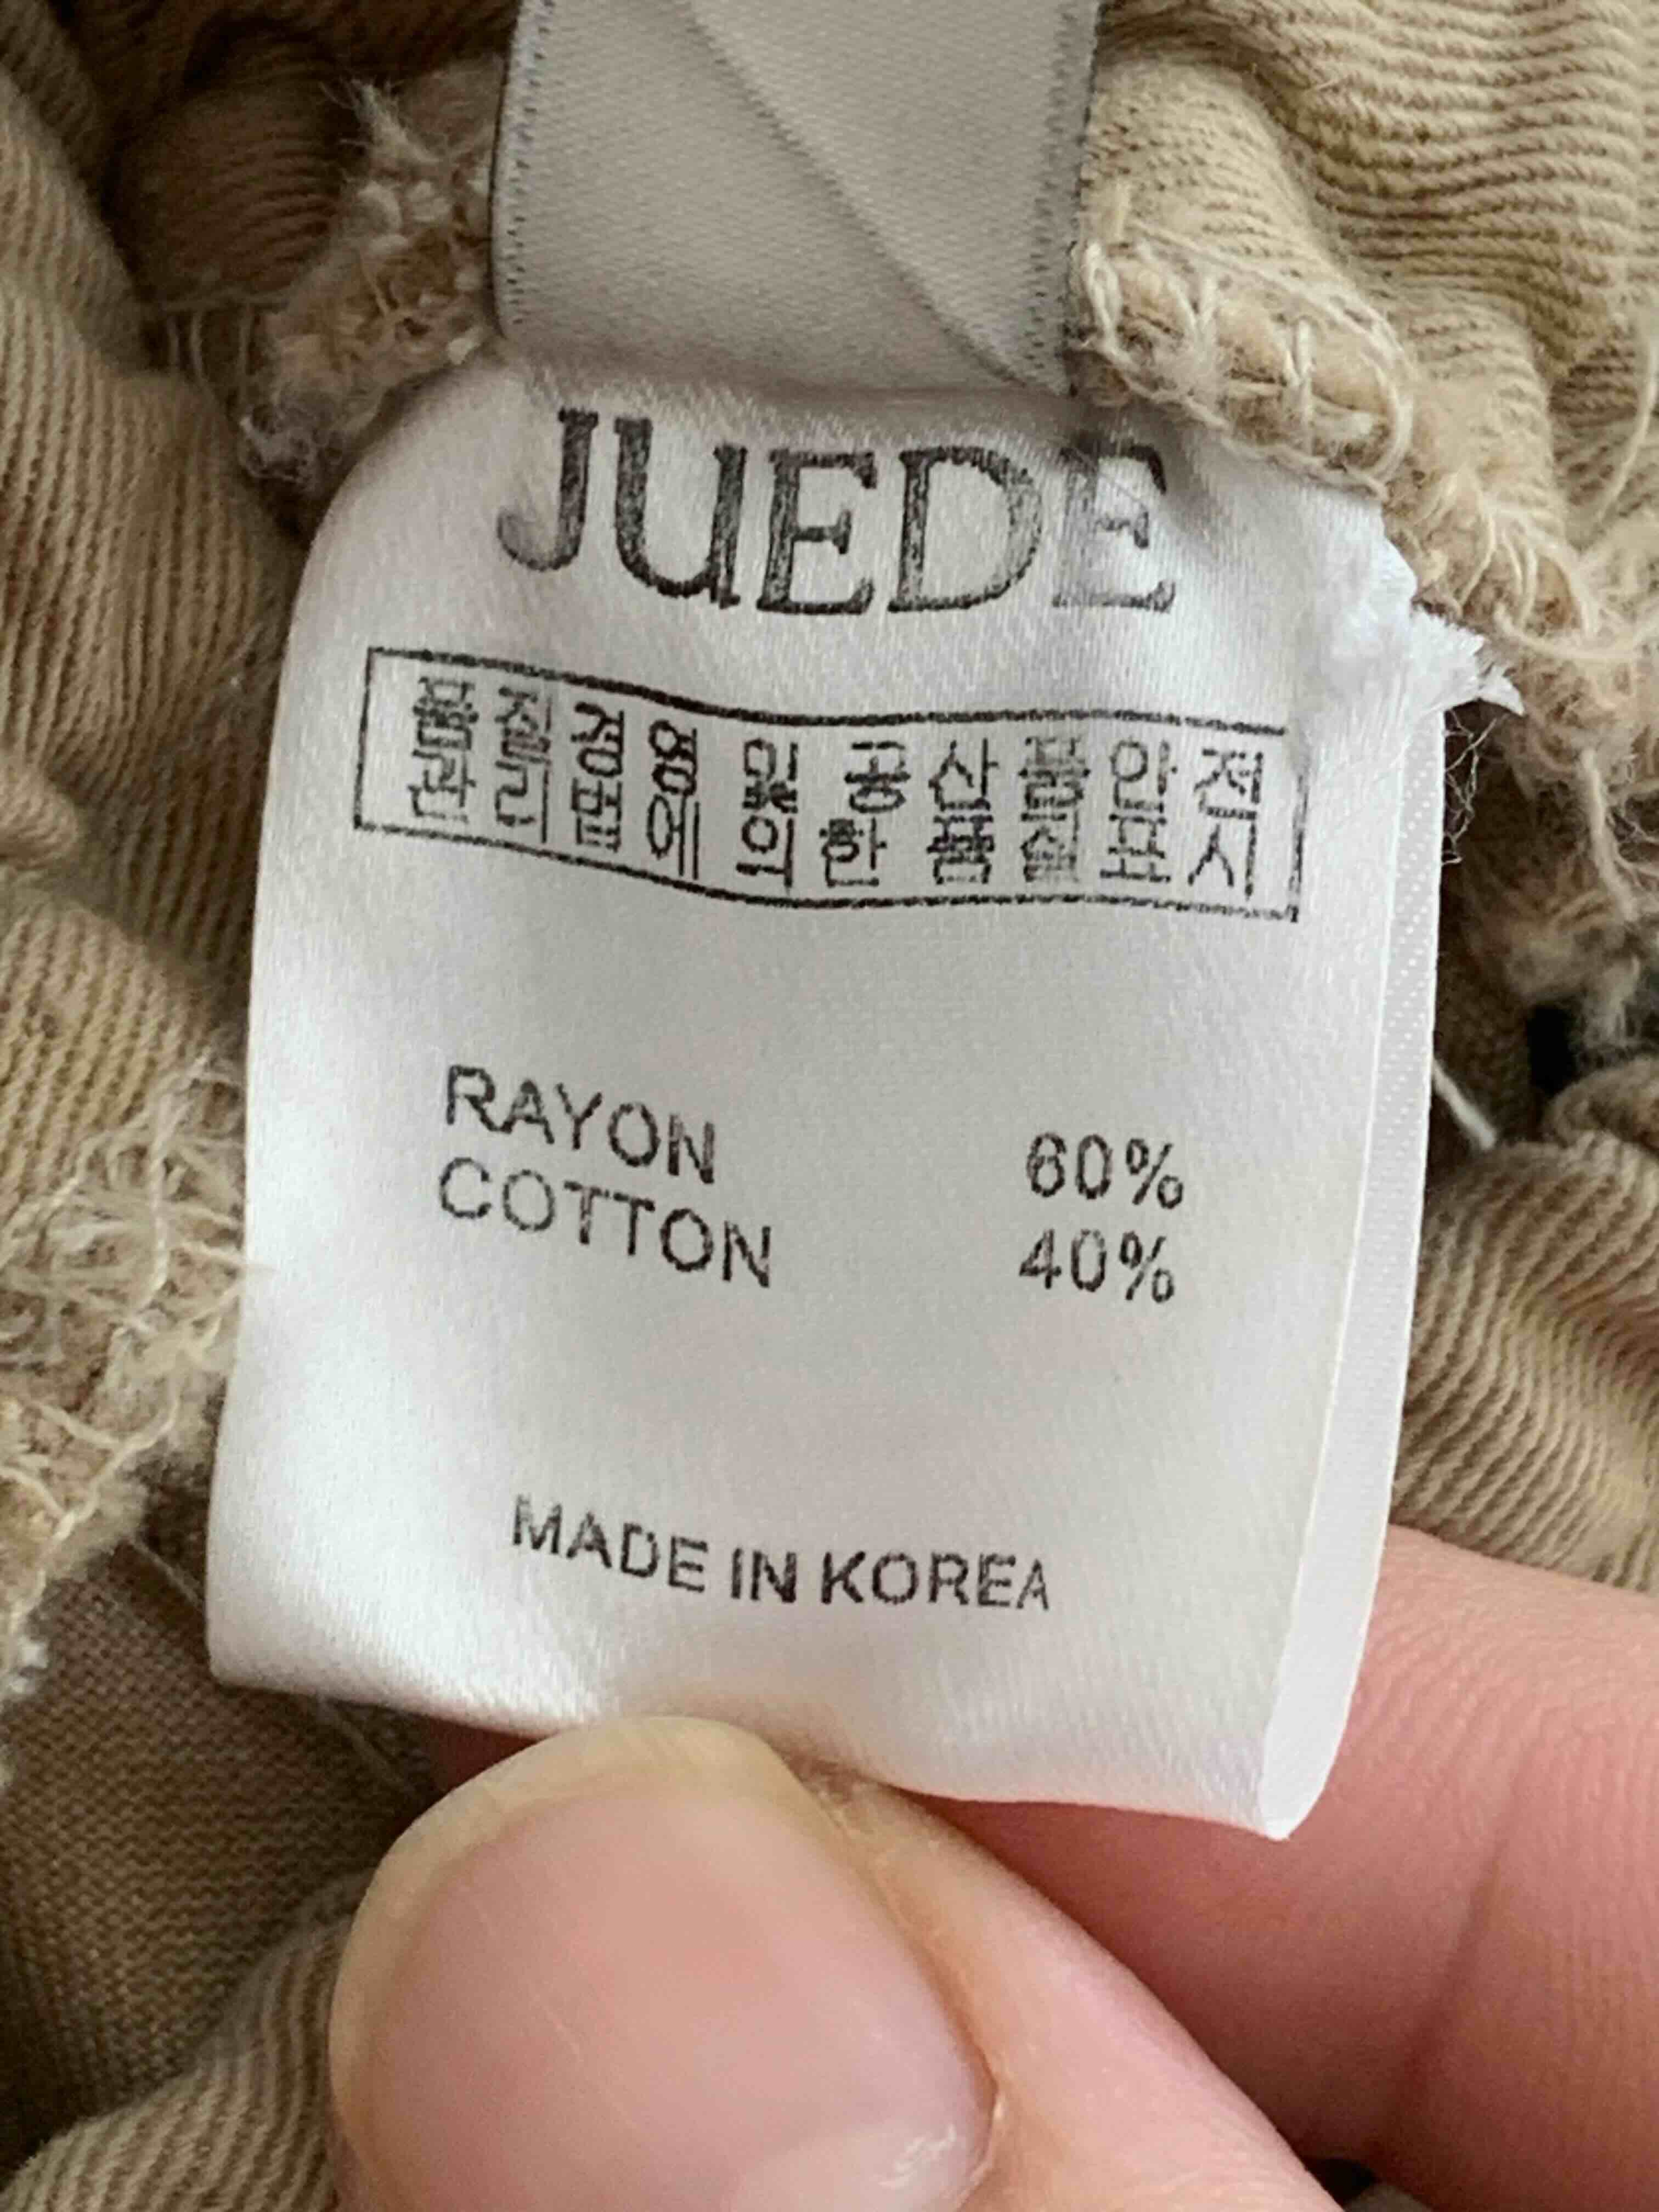 JUEDE
품질경영 및 공산품안전
관리법에 의한 품질표시
RAYON 60%
COTTON 40%
MADE IN KOREA